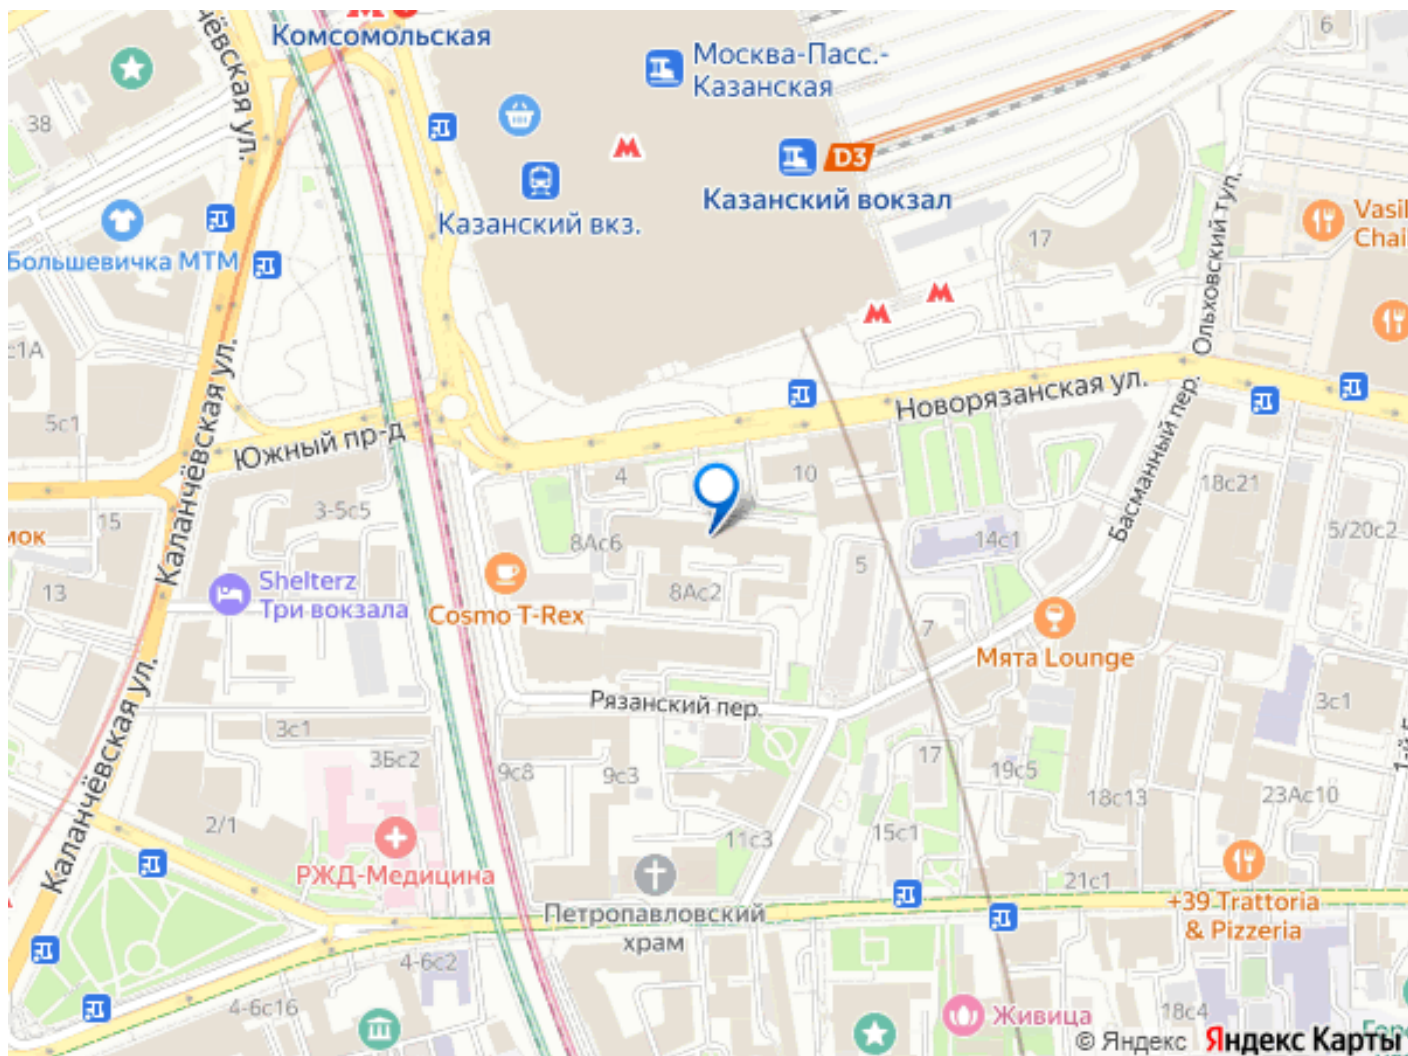 Комсомольская
Москва-Пасс.-
Казанская
6
38
D3
Казанский вокзал
Казанский вкз.
17
Vasil
Chai
Большевичка МТМ
Ольховский туп.
с1А
Каланчёвская ул.
5с1
Южный пр-д
Новорязанская ул.
Басманный пер.
4
10
18с21
3-5с5
15
8Ас6
14с1
5/20с2
мок
Shelterz
Три вокзала
13
Cosmo T-Rex
8Ас2
5
7
Мята Lounge
Каланчёвская ул.
Рязанский пер.
3с1
3с1
3Бс2
9с8
9с3
17
19с5
18с13
23Ас10
2/1
11с3
15с1
РЖД-Медицина
21с1
Петропавловский
храм
+39 Trattoria
& Pizzeria
4-6с2
4-6с16
Живица
18с4
© Яндекс Яндекс Карты